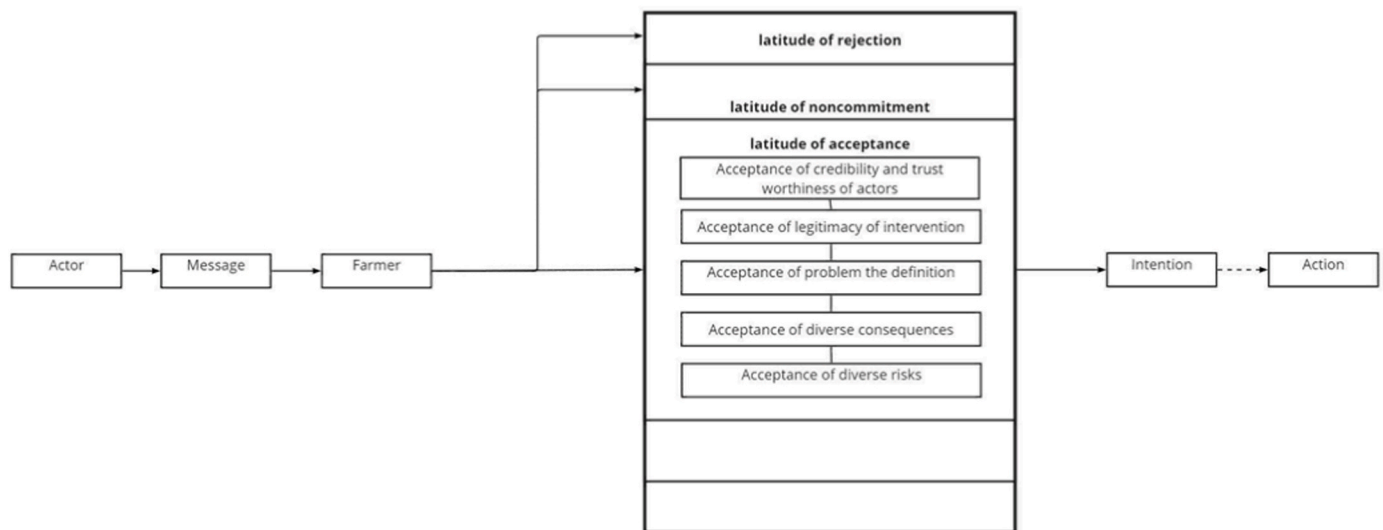 latitude of rejection
latitude of noncommitment
latitude of acceptance
Acceptance of credibility and trust
worthiness of actors
Acceptance of legitimacy of intervention
Acceptance of problem the definition
Acceptance of diverse consequences
Acceptance of diverse risks
Actor
Message
Farmer
Intention
Action